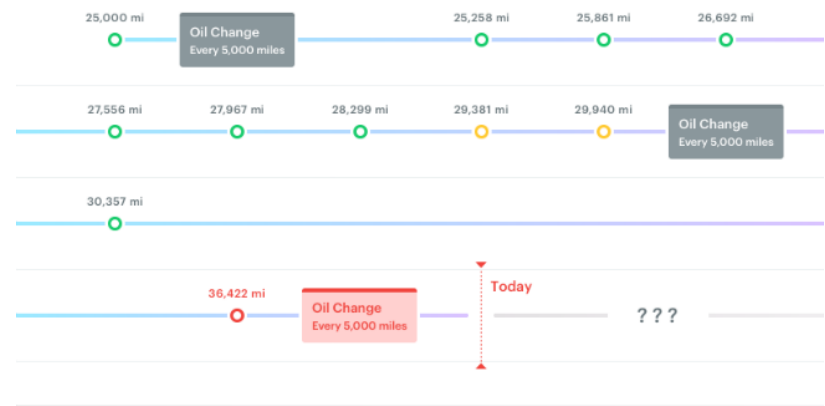 25,000 mi
Oil Change
Every 5,000 miles
25,258 mi
25,861 mi
26,692 mi
27,556 mi
27,967 mi
28,299 mi
29,381 mi
29,940 mi
Oil Change
Every 5,000 miles
30,357 mi
36,422 mi
Oil Change
Every 5,000 miles
Today
???